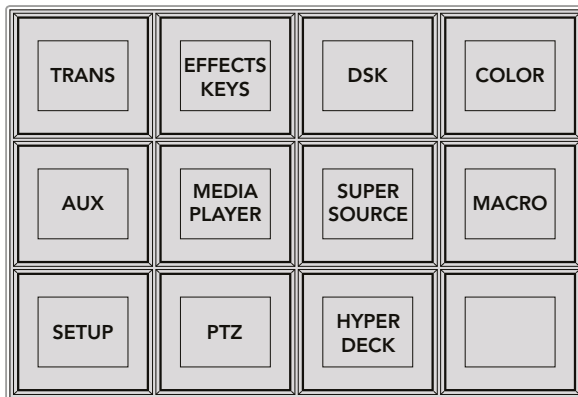 TRANS
EFFECTS
KEYS
DSK
COLOR
AUX
MEDIA
PLAYER
SUPER
SOURCE
MACRO
SETUP
PTZ
HYPER
DECK